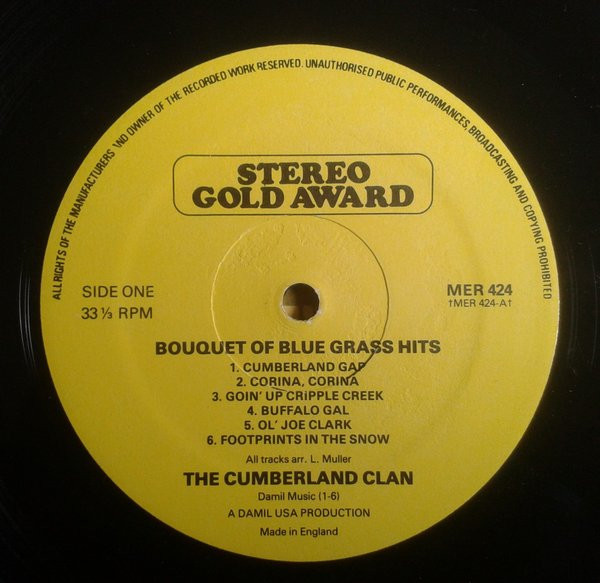 ALL RIGHTS OF THE MANUFACTURERS AND OWNER OF THE RECORDED WORK RESERVED. UNAUTHORISED PUBLIC PERFORMANCES, BROADCASTING AND COPYING PROHIBITED
STEREO
GOLD AWARD
SIDE ONE
33 ⅓ RPM
MER 424
†MER 424-A†
BOUQUET OF BLUE GRASS HITS
1. CUMBERLAND GAP
2. CORINA, CORINA
3. GOIN' UP CRIPPLE CREEK
4. BUFFALO GAL
5. OL' JOE CLARK
6. FOOTPRINTS IN THE SNOW
All tracks arr. L. Muller
THE CUMBERLAND CLAN
Damil Music (1-6)
A DAMIL USA PRODUCTION
Made in England